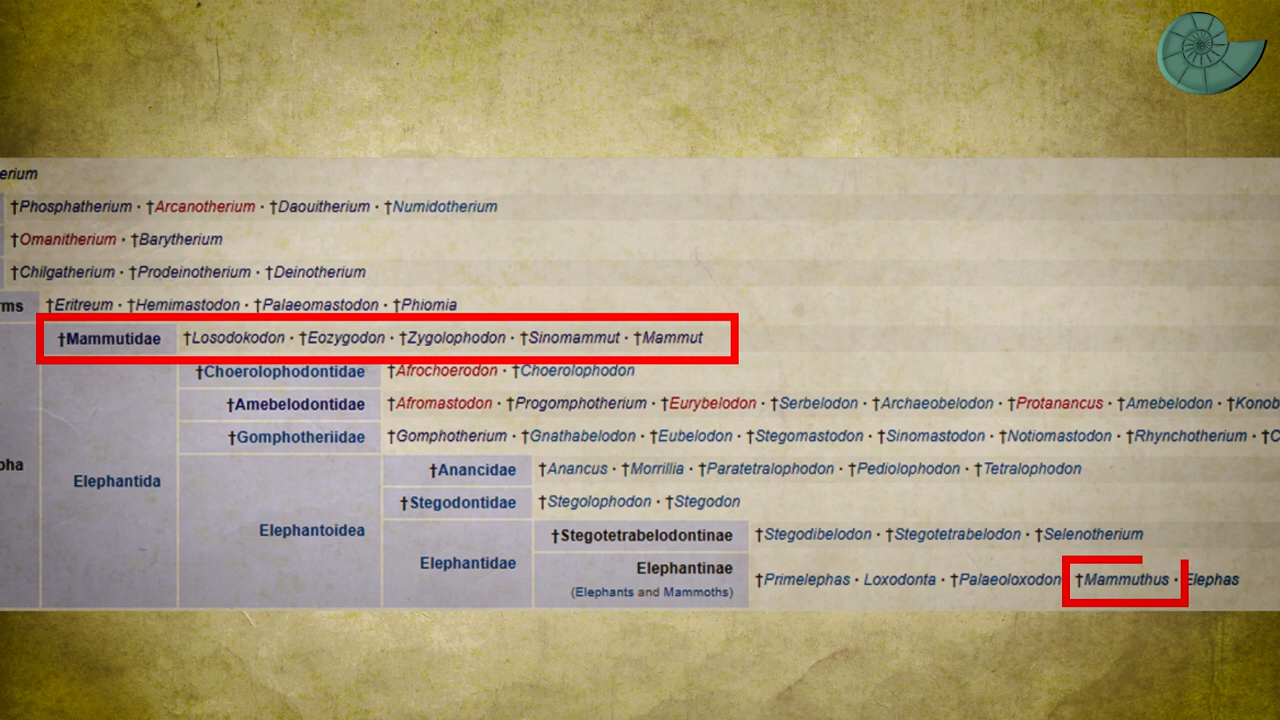 erium
†Phosphatherium · †Arcanotherium · †Daouitherium · †Numidotherium
†Omanitherium · †Barytherium
†Chilgatherium · †Prodeinotherium · †Deinotherium
rms †Eritreum · †Hemimastodon · †Palaeomastodon · †Phiomia
†Mammutidae †Losodokodon · †Eozygodon · †Zygolophodon · †Sinomammut · †Mammut
†Choerolophodontidae †Afrochoerodon · †Choerolophodon
†Amebelodontidae †Afromastodon · †Progomphotherium · †Eurybelodon · †Serbelodon · †Archaeobelodon · †Protanancus · †Amebelodon · †Konob
†Gomphotheriidae †Gomphotherium · †Gnathabelodon · †Eubelodon · †Stegomastodon · †Sinomastodon · †Notiomastodon · †Rhynchotherium · †C
pha
Elephantida
†Anancidae †Anancus · †Morrillia · †Paratetralophodon · †Pediolophodon · †Tetralophodon
†Stegodontidae †Stegolophodon · †Stegodon
Elephantoidea
†Stegotetrabelodontinae †Stegodibelodon · †Stegotetrabelodon · †Selenotherium
Elephantidae
Elephantinae
(Elephants and Mammoths)
†Primelephas · Loxodonta · †Palaeoloxodon †Mammuthus · Elephas